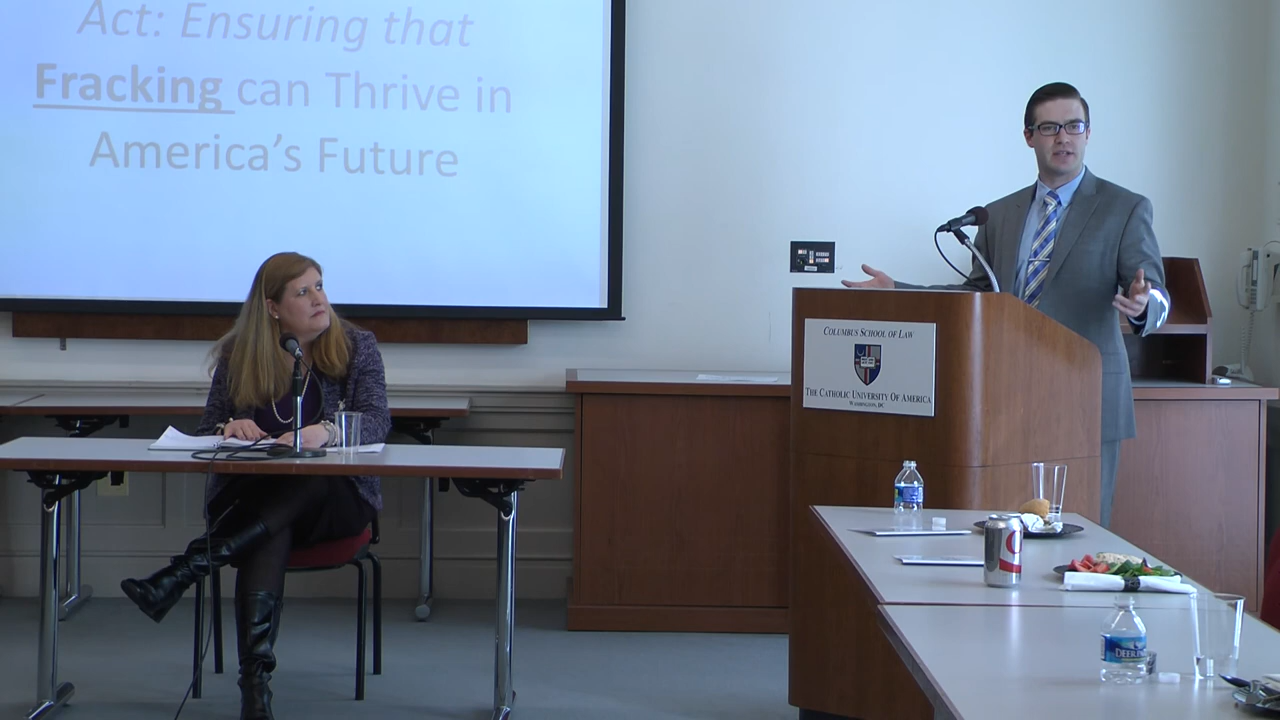 Act: Ensuring that
Fracking can Thrive in
America's Future
COLUMBUS SCHOOL OF LAW
THE CATHOLIC UNIVERSITY OF AMERICA
WASHINGTON, DC
DEER PARK